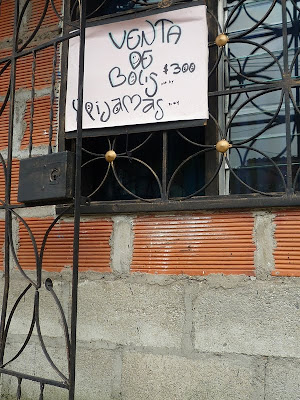 VENTA
DE
BOLIS $300
y piJAMAS....